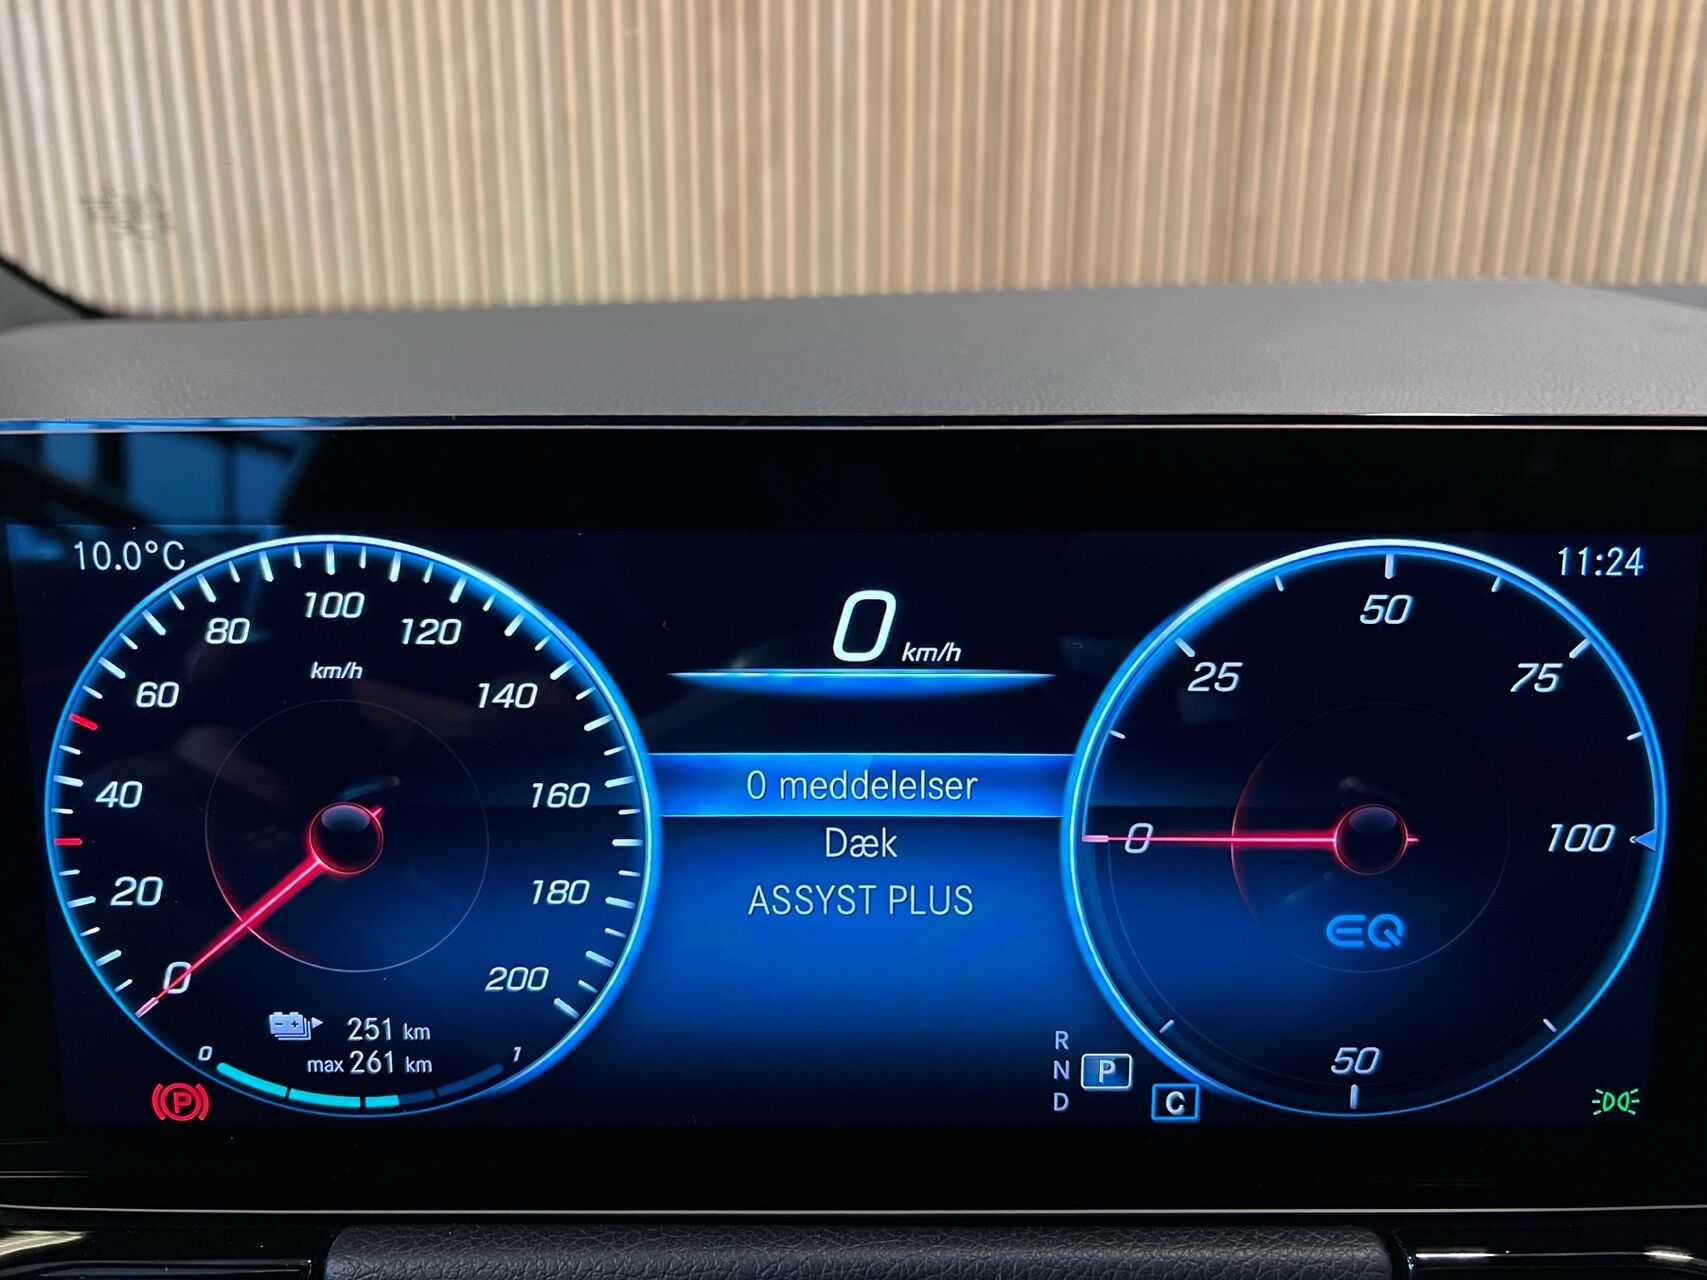 10.0°C
11:24
0 km/h
0
20
40
60
80
100
120
140
160
180
200
km/h
0 meddelelser
Dæk
ASSYST PLUS
251 km
max 261 km
0
1
P
R
N
D
P
C
0
25
50
75
100
50
EQ